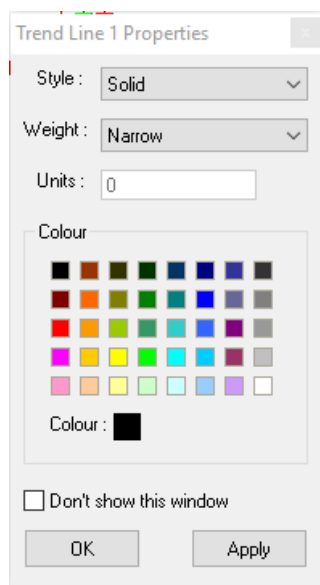 Trend Line 1 Properties
x
Style : Solid
Weight : Narrow
Units : 0
Colour
Colour :
Don't show this window
OK Apply